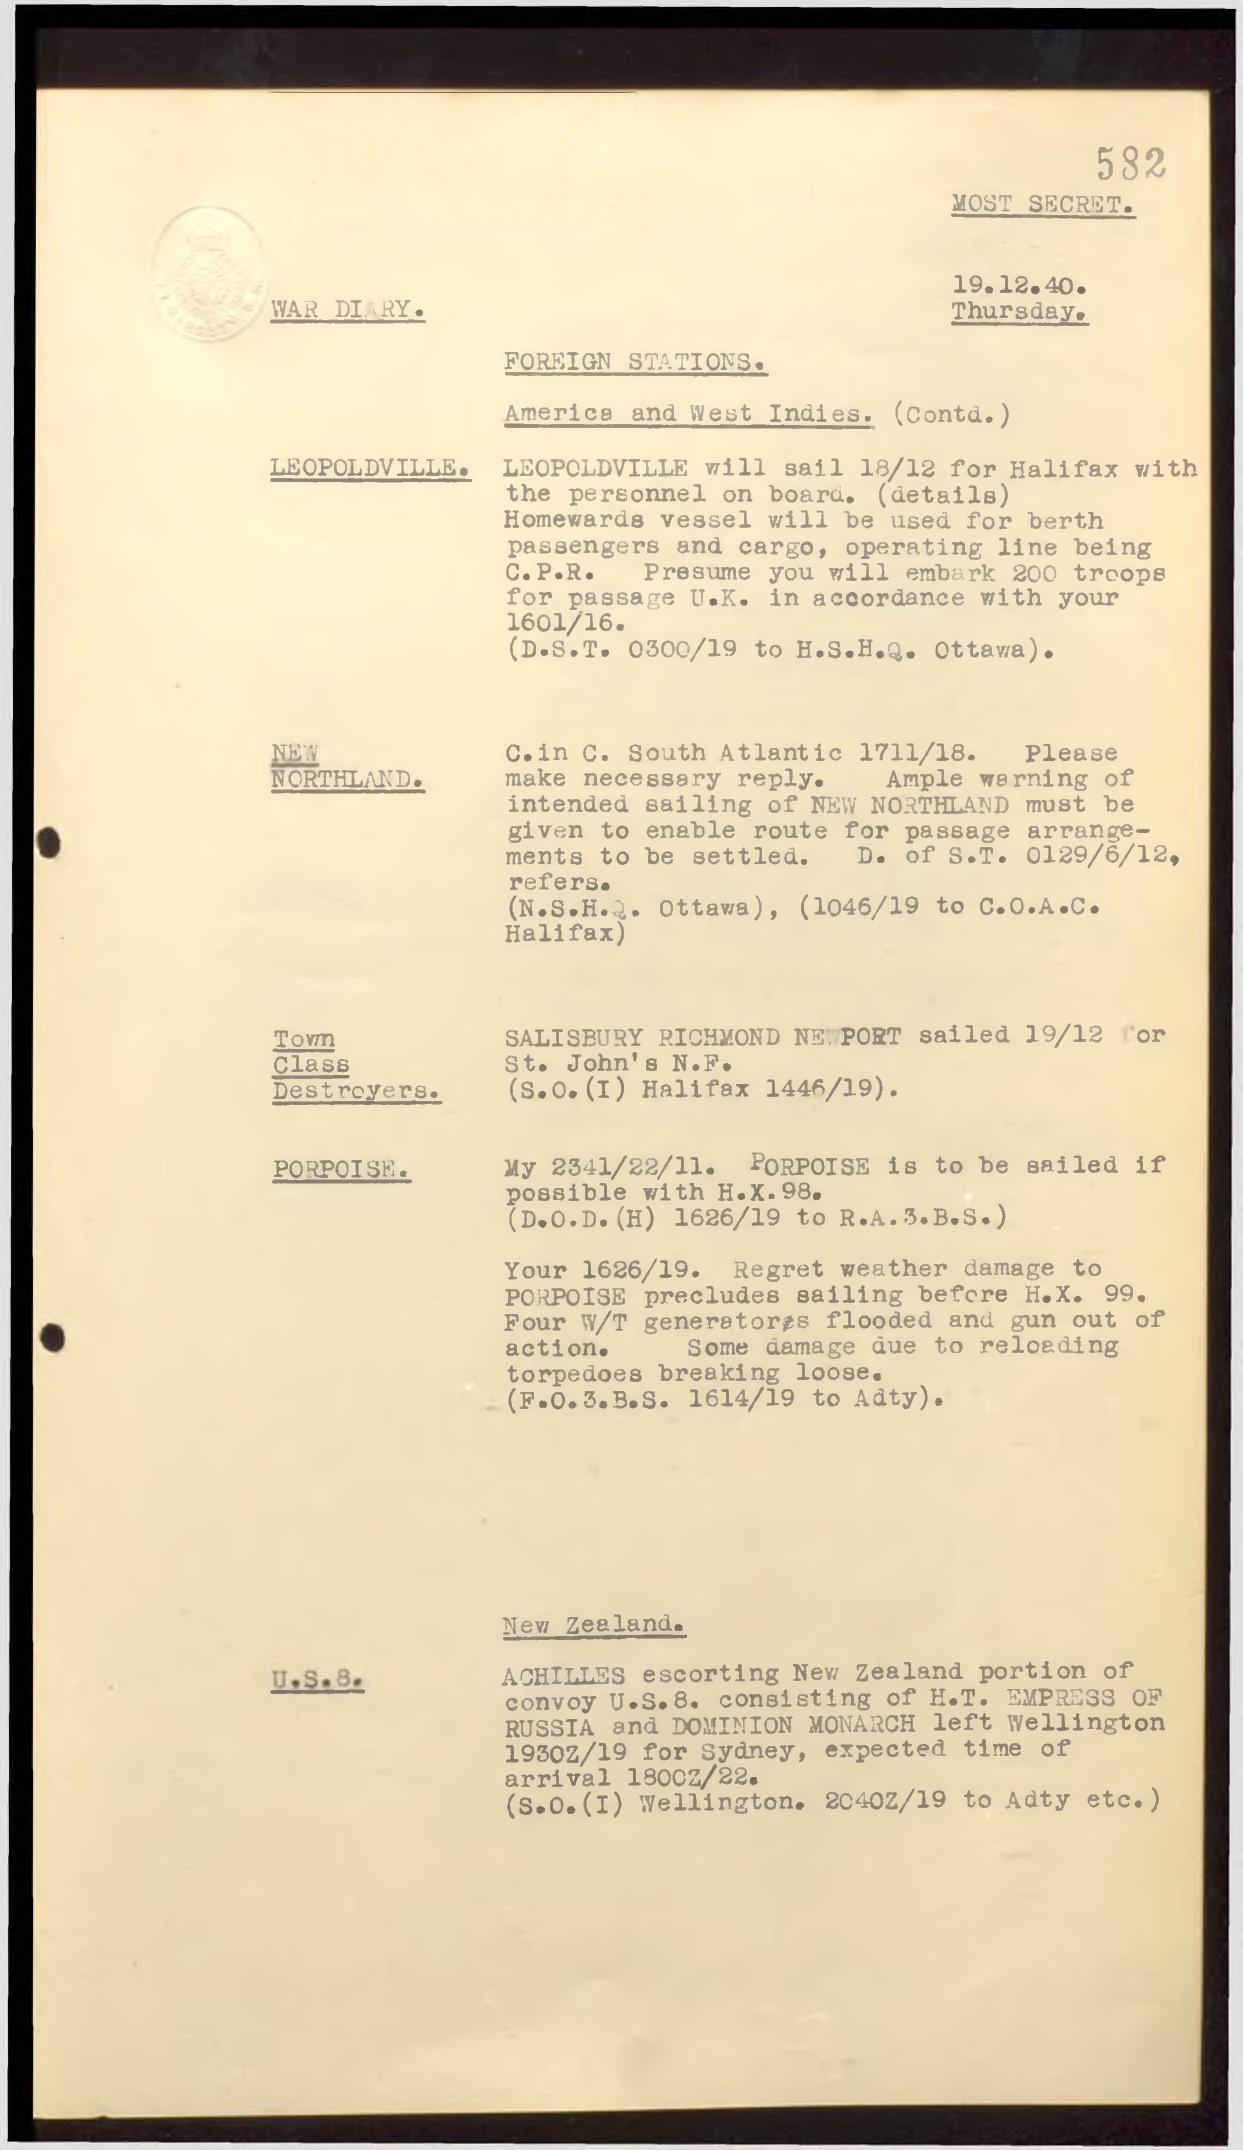 582
MOST SECRET.
19.12.40.
Thursday.
WAR DIARY.
FOREIGN STATIONS.
America and West Indies. (Contd.)
LEOPOLDVILLE.
LEOPOLDVILLE will sail 18/12 for Halifax with
the personnel on board. (details)
Homewards vessel will be used for berth
passengers and cargo, operating line being
C.P.R. Presume you will embark 200 troops
for passage U.K. in accordance with your
1601/16.
(D.S.T. 0300/19 to H.S.H.Q. Ottawa).
NEW
NORTHLAND.
C.in C. South Atlantic 1711/18. Please
make necessary reply. Ample warning of
intended sailing of NEW NORTHLAND must be
given to enable route for passage arrange-
ments to be settled. D. of S.T. 0129/6/12,
refers.
(N.S.H.Q. Ottawa), (1046/19 to C.O.A.C.
Halifax)
Town
Class
Destroyers.
SALISBURY RICHMOND NEWPORT sailed 19/12 for
St. John's N.F.
(S.O.(I) Halifax 1446/19).
PORPOISE.
My 2341/22/11. PORPOISE is to be sailed if
possible with H.X.98.
(D.O.D.(H) 1626/19 to R.A.3.B.S.)
Your 1626/19. Regret weather damage to
PORPOISE precludes sailing before H.X. 99.
Four W/T generators flooded and gun out of
action. Some damage due to reloading
torpedoes breaking loose.
(F.O.3.B.S. 1614/19 to Adty).
New Zealand.
U.S.8.
ACHILLES escorting New Zealand portion of
convoy U.S.8. consisting of H.T. EMPRESS OF
RUSSIA and DOMINION MONARCH left Wellington
1930Z/19 for Sydney, expected time of
arrival 1800Z/22.
(S.O.(I) Wellington. 2040Z/19 to Adty etc.)